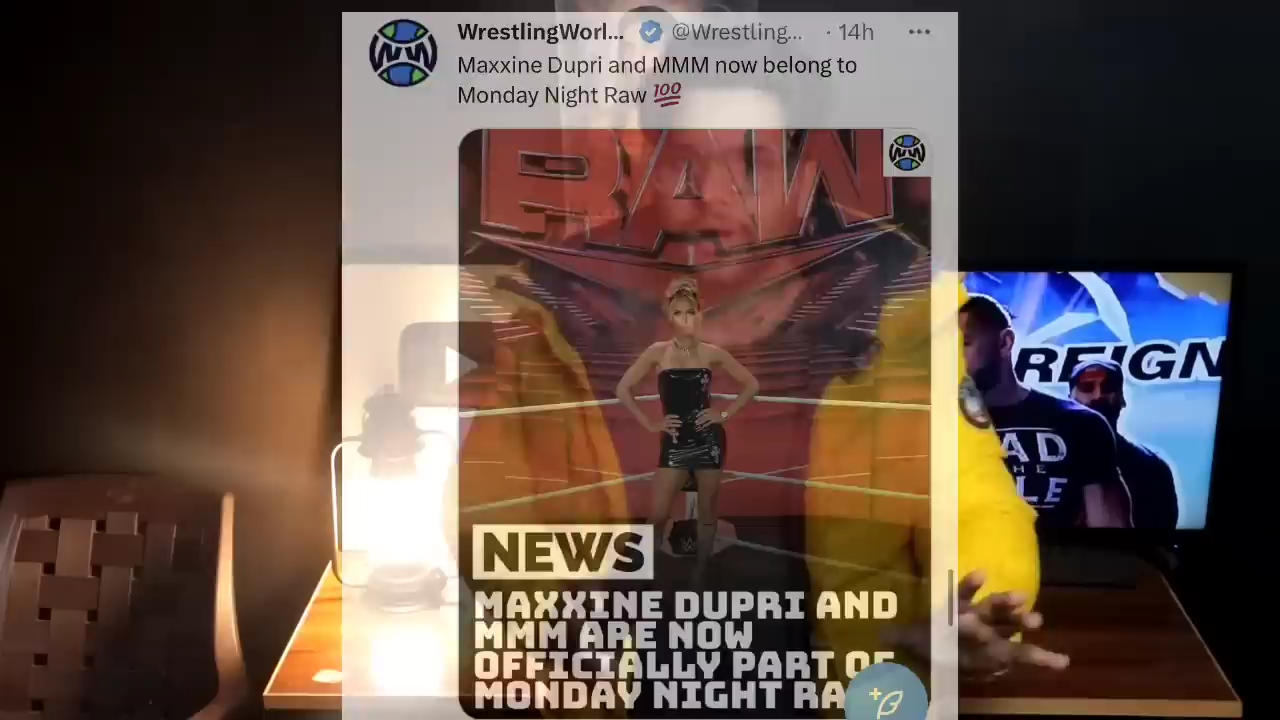 WrestlingWorl... @Wrestling... · 14h ···
Maxxine Dupri and MMM now belong to
Monday Night Raw 💯
RAW
REIGN
NEWS
MAXXINE DUPRI AND
MMM ARE NOW
OFFICIALLY PART OF
MONDAY NIGHT RA